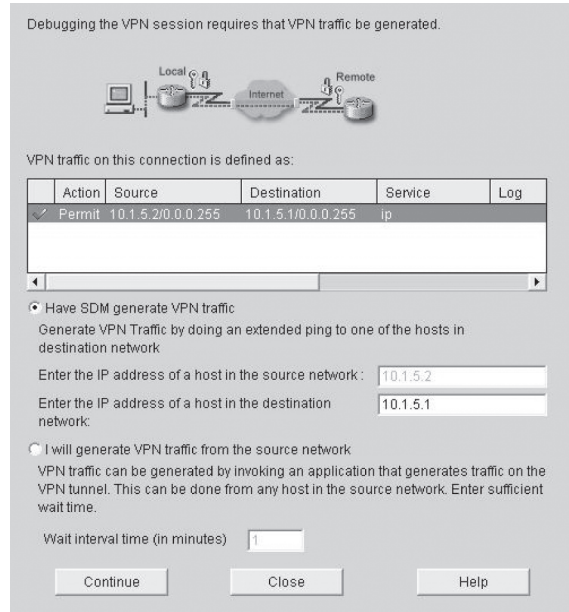 Debugging the VPN session requires that VPN traffic be generated.
Local
Internet
Remote
VPN traffic on this connection is defined as:
Action Source Destination Service Log
Permit 10.1.5.2/0.0.0.255 10.1.5.1/0.0.0.255 ip
Have SDM generate VPN traffic
Generate VPN Traffic by doing an extended ping to one of the hosts in
destination network
Enter the IP address of a host in the source network : 10.1.5.2
Enter the IP address of a host in the destination 10.1.5.1
network:
I will generate VPN traffic from the source network
VPN traffic can be generated by invoking an application that generates traffic on the
VPN tunnel. This can be done from any host in the source network. Enter sufficient
wait time.
Wait interval time (in minutes) 1
Continue Close Help